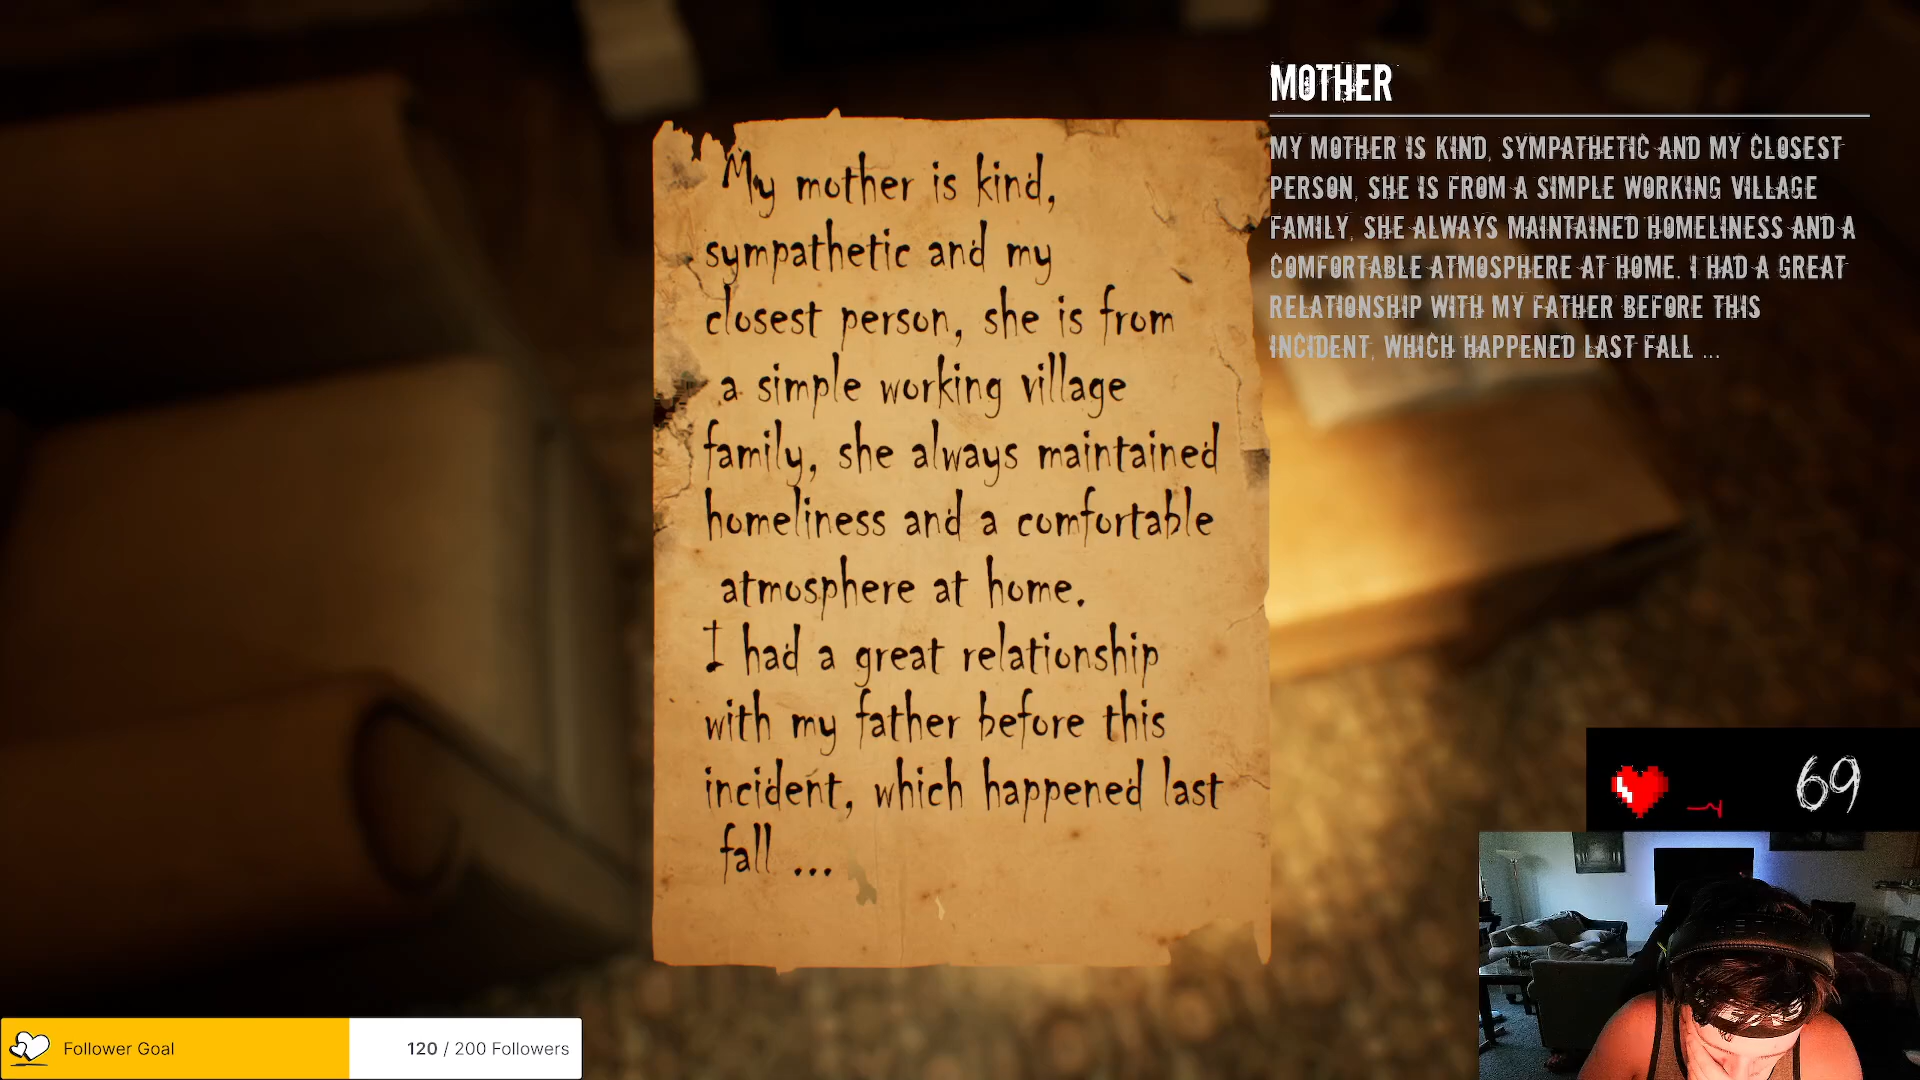 My mother is kind,
sympathetic and my
closest person, she is from
a simple working village
family, she always maintained
homeliness and a comfortable
atmosphere at home.
I had a great relationship
with my father before this
incident, which happened last
fall ...
MOTHER
MY MOTHER IS KIND, SYMPATHETIC AND MY CLOSEST
PERSON, SHE IS FROM A SIMPLE WORKING VILLAGE
FAMILY, SHE ALWAYS MAINTAINED HOMELINESS AND A
COMFORTABLE ATMOSPHERE AT HOME. I HAD A GREAT
RELATIONSHIP WITH MY FATHER BEFORE THIS
INCIDENT, WHICH HAPPENED LAST FALL ...
69
Follower Goal
120 / 200 Followers